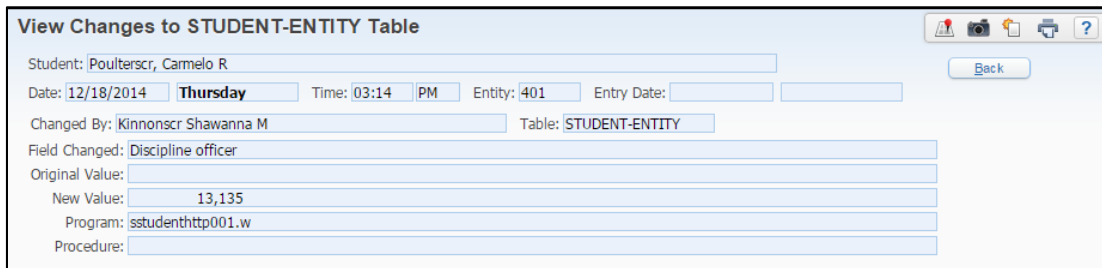 View Changes to STUDENT-ENTITY Table
?
Student: Poulterscr, Carmelo R
Back
Date: 12/18/2014 Thursday Time: 03:14 PM Entity: 401 Entry Date:
Changed By: Kinnonscr Shawanna M Table: STUDENT-ENTITY
Field Changed: Discipline officer
Original Value:
New Value: 13,135
Program: sstudenthttp001.w
Procedure: